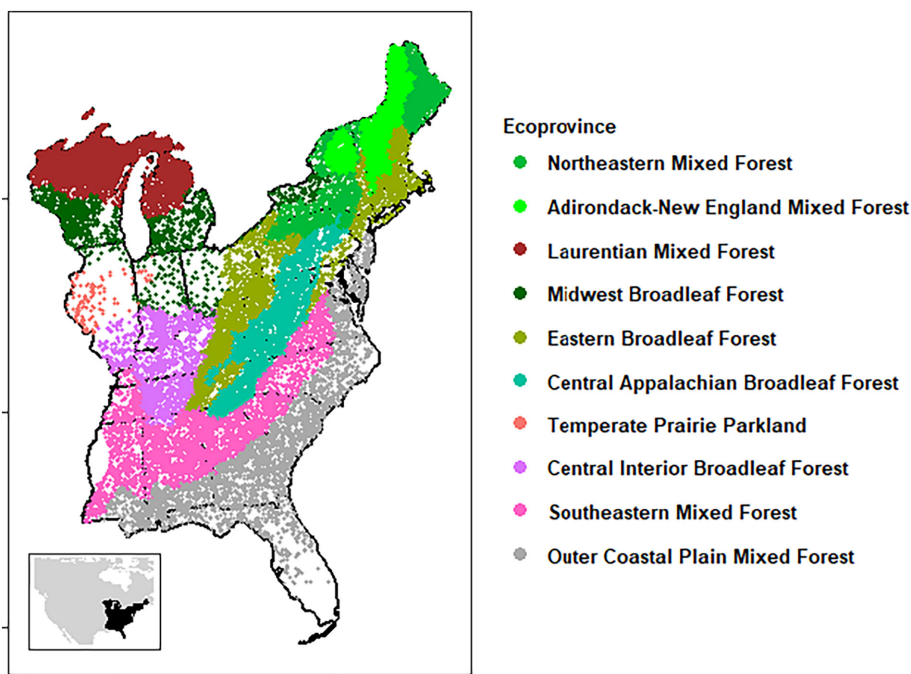 Ecoprovince
Northeastern Mixed Forest
Adirondack-New England Mixed Forest
Laurentian Mixed Forest
Midwest Broadleaf Forest
Eastern Broadleaf Forest
Central Appalachian Broadleaf Forest
Temperate Prairie Parkland
Central Interior Broadleaf Forest
Southeastern Mixed Forest
Outer Coastal Plain Mixed Forest